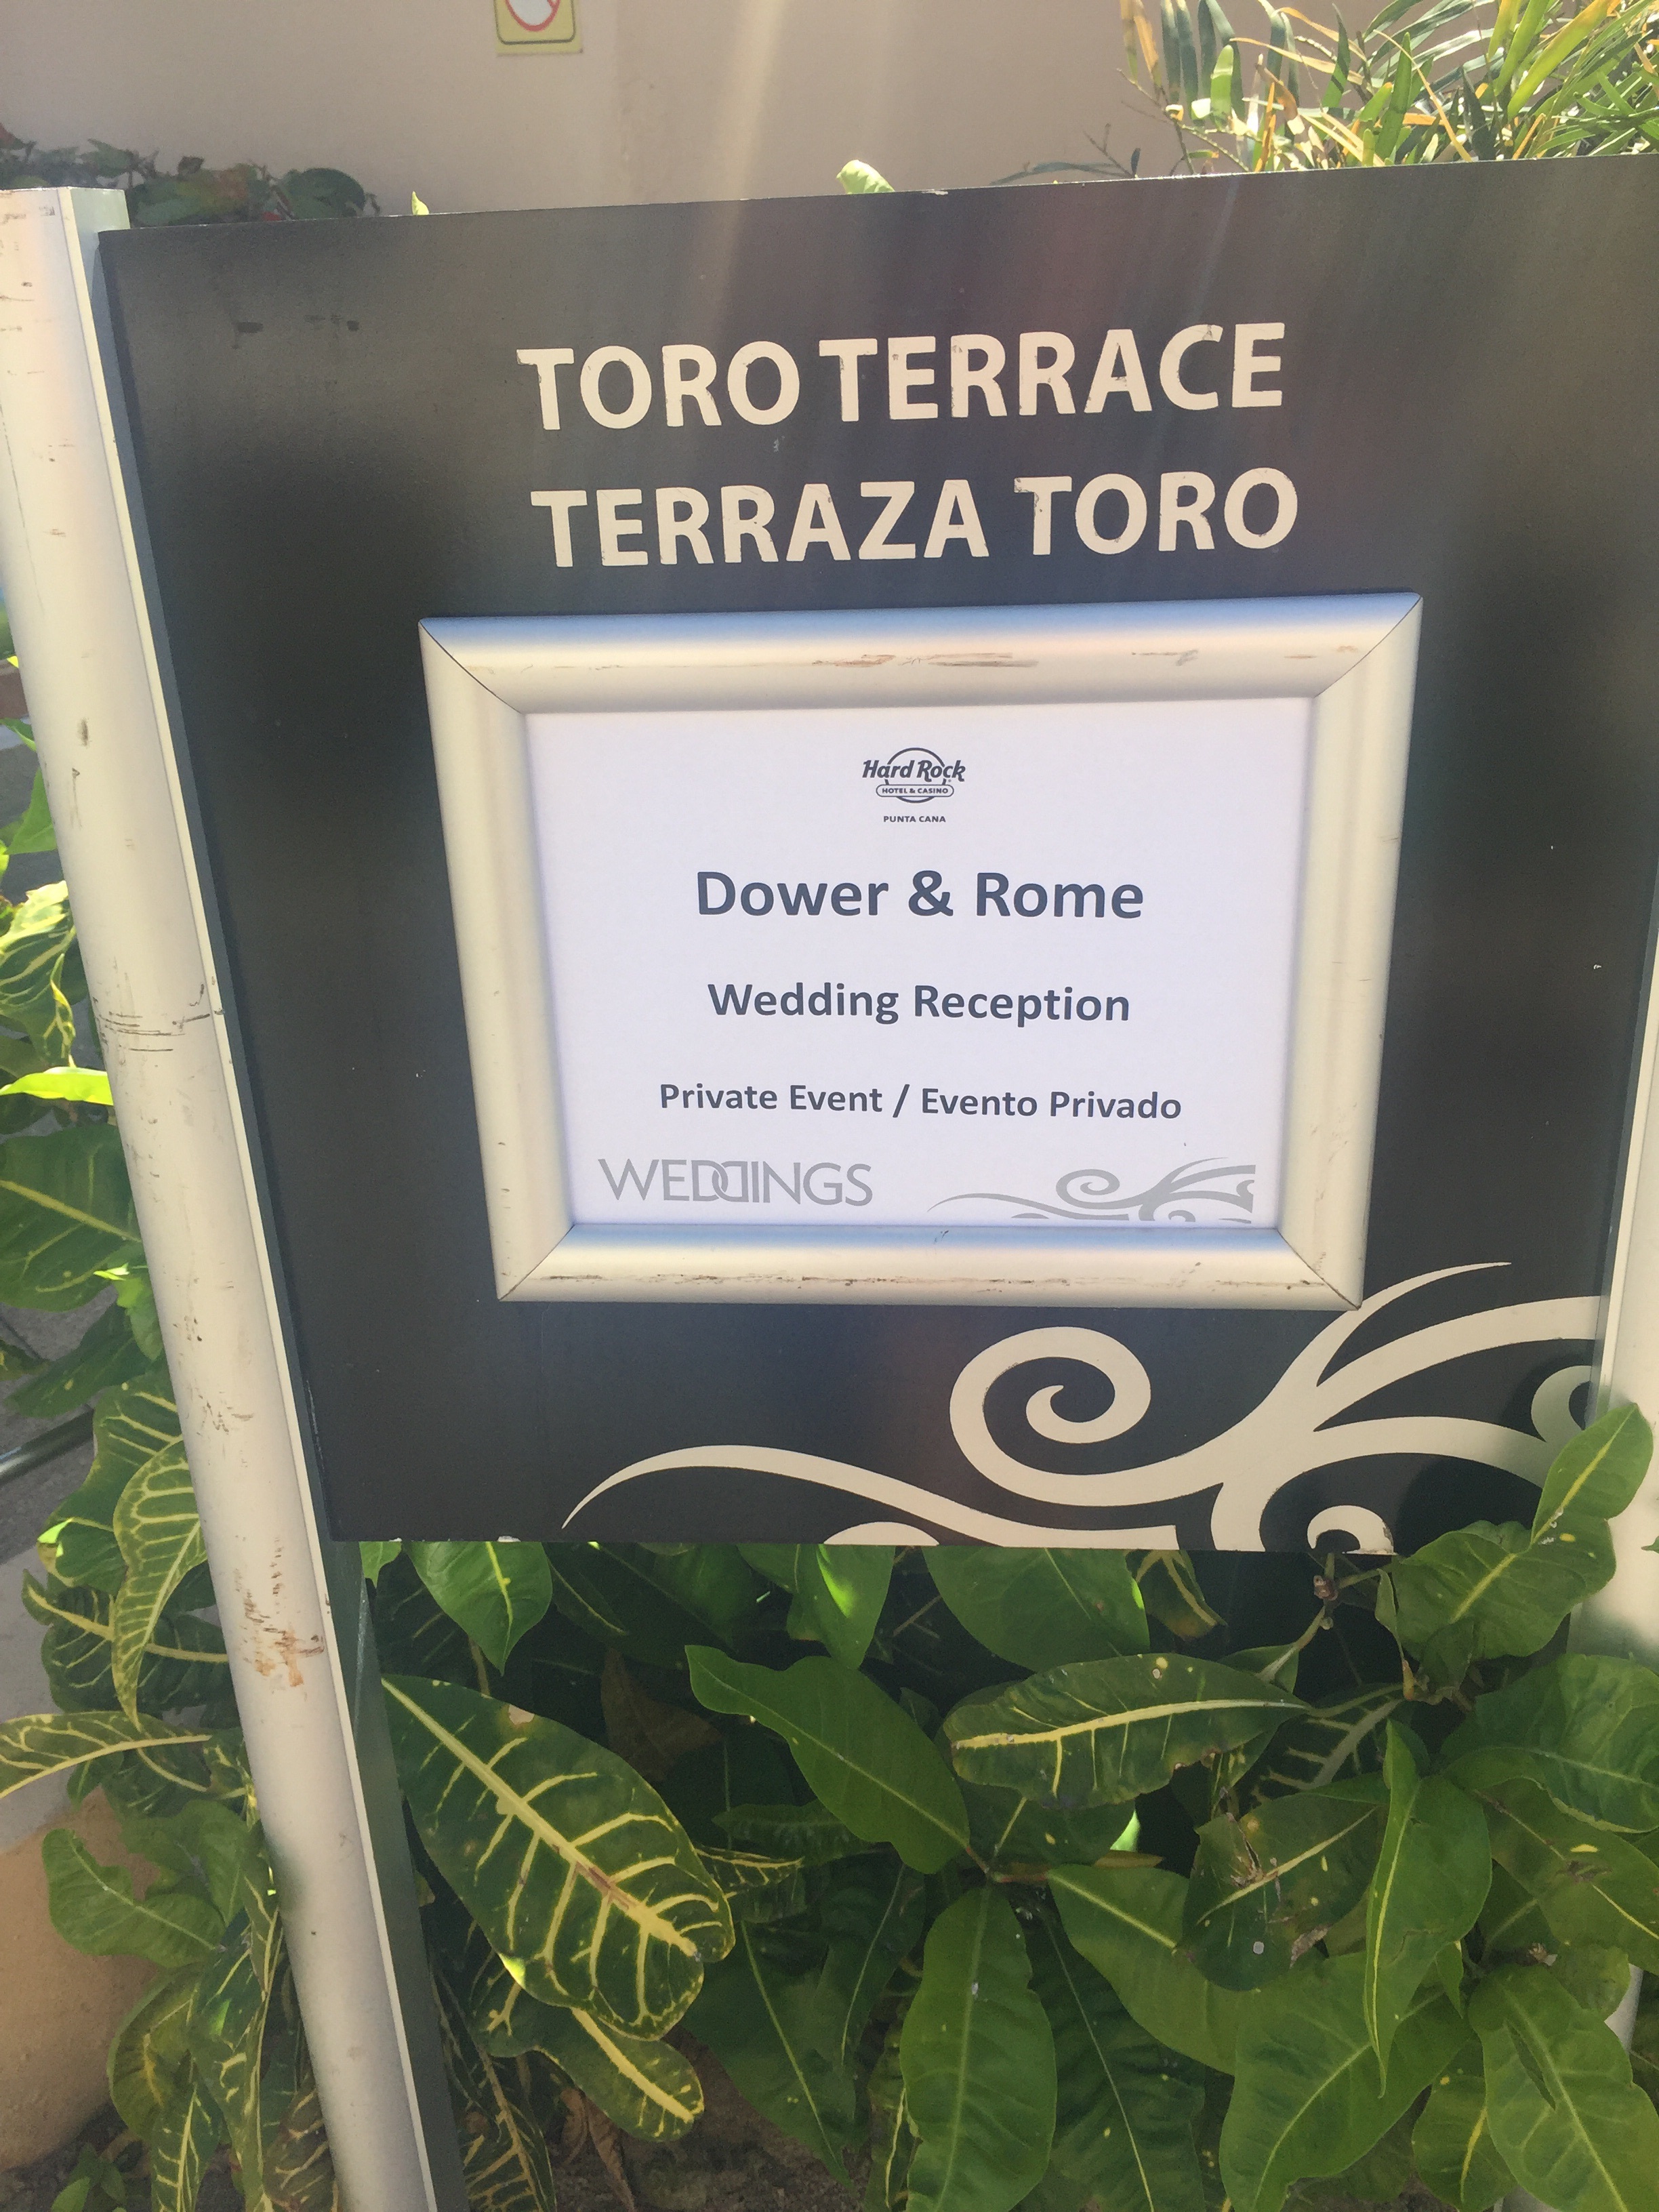 TORO TERRACE
TERRAZA TORO
Hard Rock
HOTEL & CASINO
PUNTA CANA
Dower & Rome
Wedding Reception
Private Event / Evento Privado
WEDDINGS